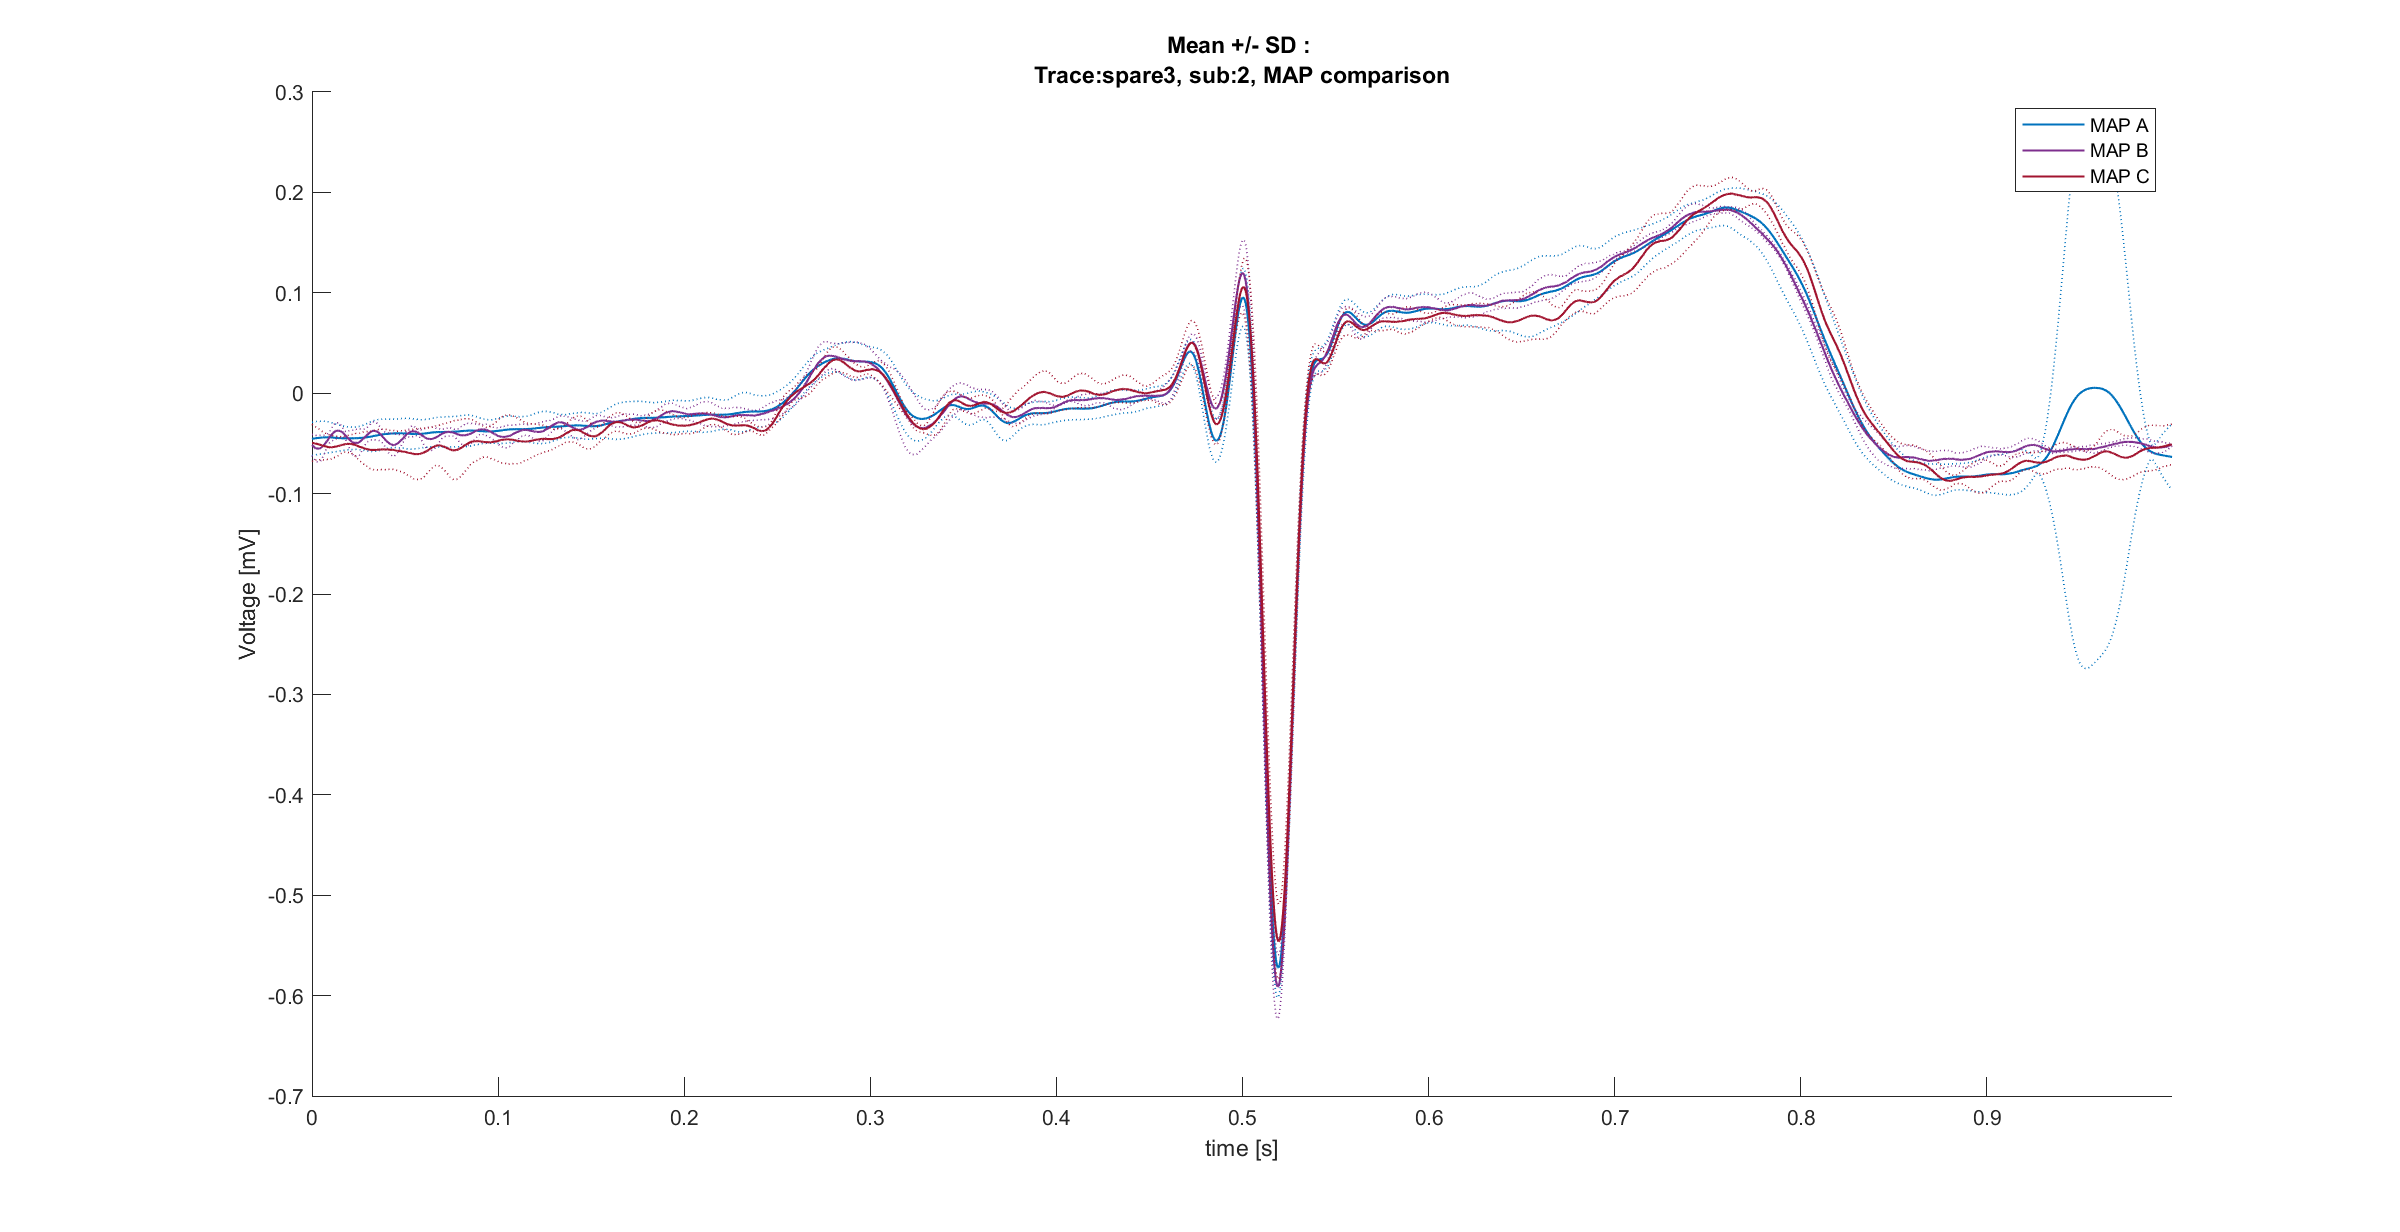 Mean +/- SD :
Trace:spare3, sub:2, MAP comparison
MAP A
MAP B
MAP C
0.3
0.2
0.1
0
-0.1
-0.2
-0.3
-0.4
-0.5
-0.6
-0.7
Voltage [mV]
0 0.1 0.2 0.3 0.4 0.5 0.6 0.7 0.8 0.9
time [s]